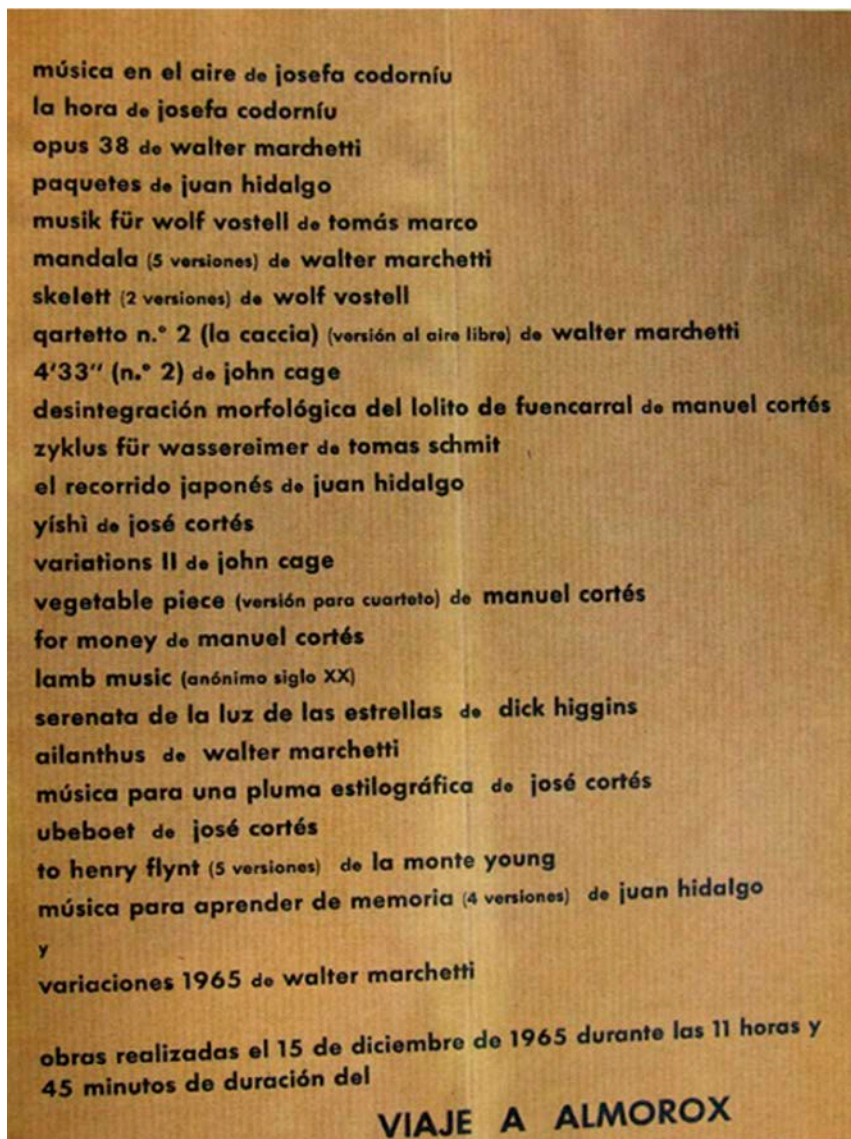 música en el aire de josefa codorníu
la hora de josefa codorníu
opus 38 de walter marchetti
paquetes de juan hidalgo
musik für wolf vostell de tomás marco
mandala (5 versiones) de walter marchetti
skelett (2 versiones) de wolf vostell
qartetto n.º 2 (la caccia) (versión al aire libre) de walter marchetti
4'33'' (n.º 2) de john cage
desintegración morfológica del lolito de fuencarral de manuel cortés
zyklus für wassereimer de tomas schmit
el recorrido japonés de juan hidalgo
yíshì de josé cortés
variations II de john cage
vegetable piece (versión para cuarteto) de manuel cortés
for money de manuel cortés
lamb music (anónimo siglo XX)
serenata de la luz de las estrellas de dick higgins
ailanthus de walter marchetti
música para una pluma estilográfica de josé cortés
ubeboet de josé cortés
to henry flynt (5 versiones) de la monte young
música para aprender de memoria (4 versiones) de juan hidalgo
y
variaciones 1965 de walter marchetti
obras realizadas el 15 de diciembre de 1965 durante las 11 horas y
45 minutos de duración del
VIAJE A ALMOROX